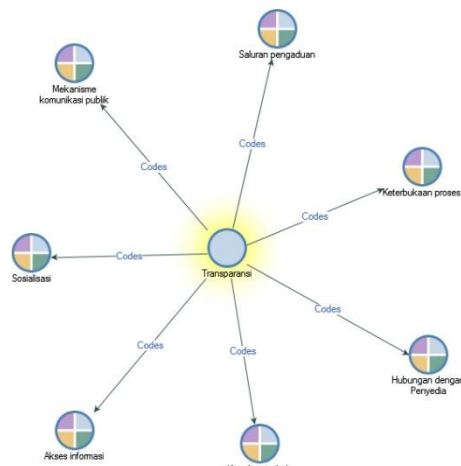 Saluran pengaduan
Mekanisme
komunikasi publik
Codes
Codes
Keterbukaan proses
Codes
Codes
Sosialisasi
Transparansi
Codes
Codes
Codes
Hubungan dengan
Penyedia
Akses informasi